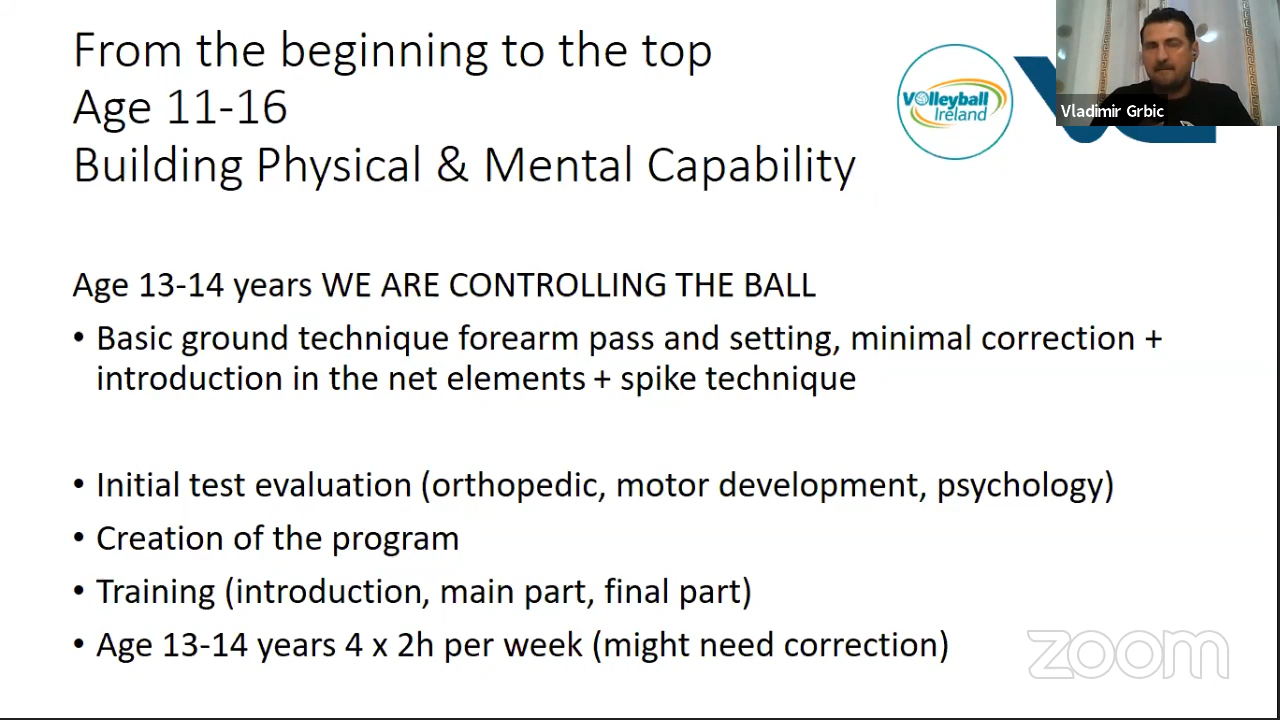 From the beginning to the top
Age 11-16
Building Physical & Mental Capability
Volleyball
Ireland
Vladimir Grbic
Age 13-14 years WE ARE CONTROLLING THE BALL
• Basic ground technique forearm pass and setting, minimal correction +
introduction in the net elements + spike technique
• Initial test evaluation (orthopedic, motor development, psychology)
• Creation of the program
• Training (introduction, main part, final part)
• Age 13-14 years 4 x 2h per week (might need correction)
zoom